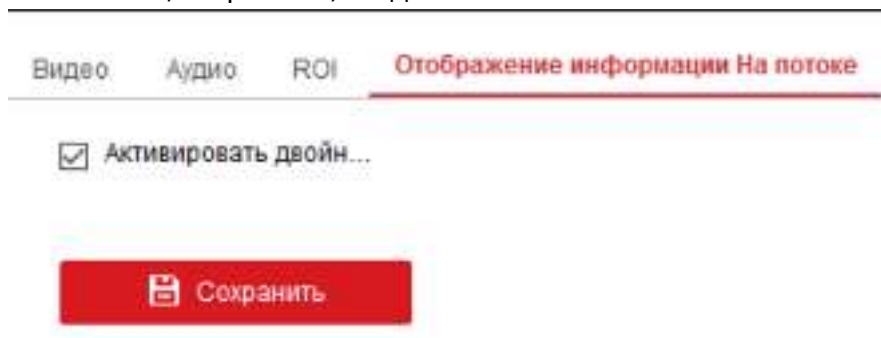 Видео Аудио ROI Отображение информации На потоке
Активировать двойн...
Сохранить